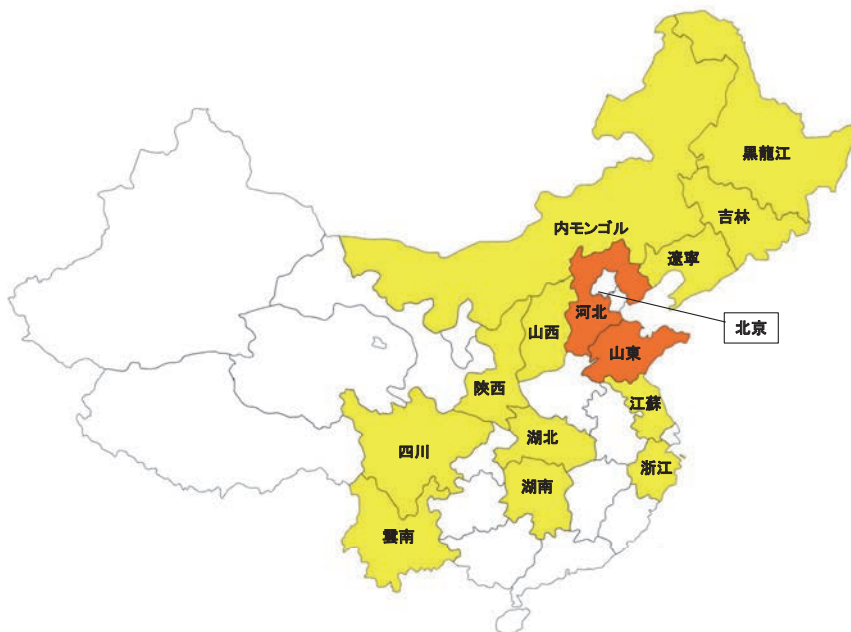 黒龍江
吉林
内モンゴル
遼寧
河北
北京
山西
山東
陝西
江蘇
湖北
四川
浙江
湖南
雲南